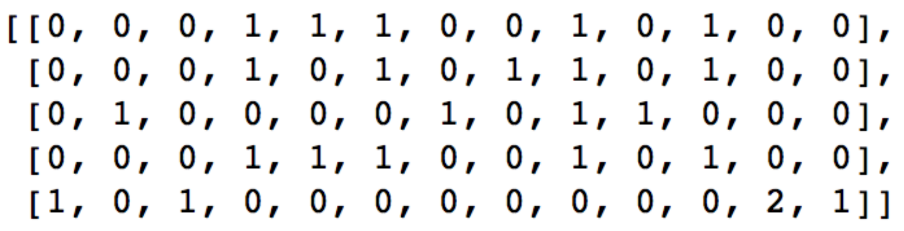 [[0, 0, 0, 1, 1, 1, 0, 0, 1, 0, 1, 0, 0],
[0, 0, 0, 1, 0, 1, 0, 1, 1, 0, 1, 0, 0],
[0, 1, 0, 0, 0, 0, 1, 0, 1, 1, 0, 0, 0],
[0, 0, 0, 1, 1, 1, 0, 0, 1, 0, 1, 0, 0],
[1, 0, 1, 0, 0, 0, 0, 0, 0, 0, 0, 2, 1]]